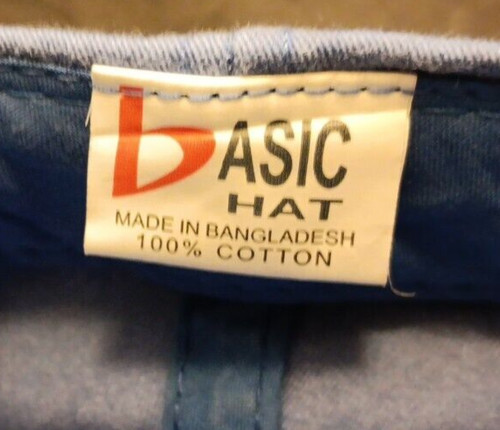 bASIC
HAT
MADE IN BANGLADESH
100% COTTON